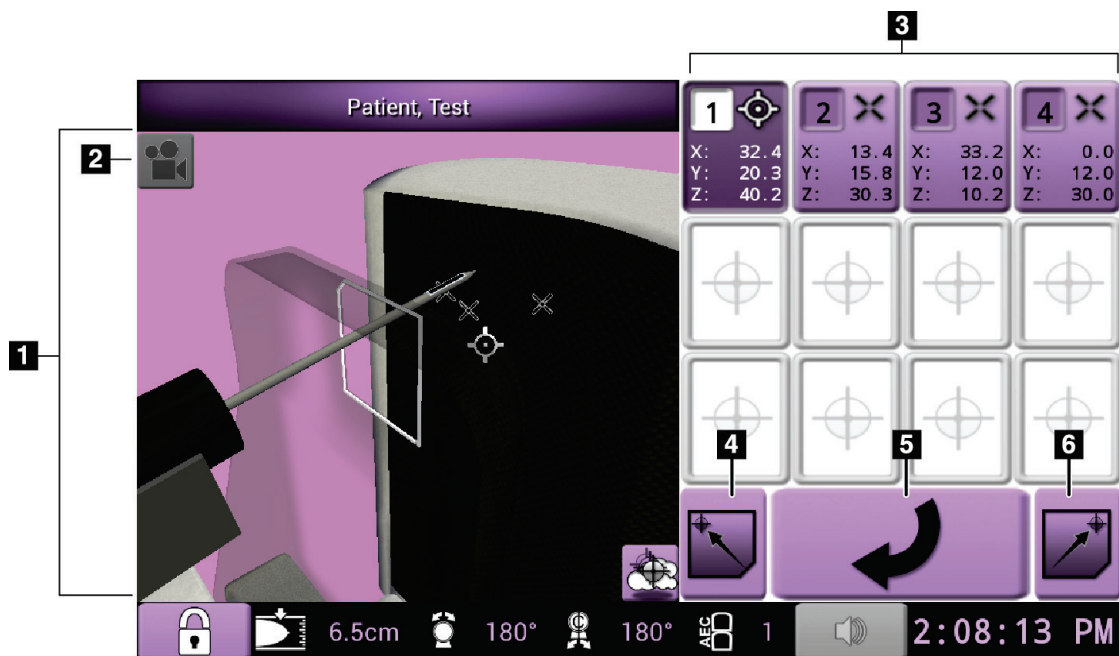 3
Patient, Test
1 2 3 4
X: 32.4 X: 13.4 X: 33.2 X: 0.0
Y: 20.3 Y: 15.8 Y: 12.0 Y: 12.0
Z: 40.2 Z: 30.3 Z: 10.2 Z: 30.0
2
1
4 5 6
6.5cm 180° C 180° AEC 1 2:08:13 PM